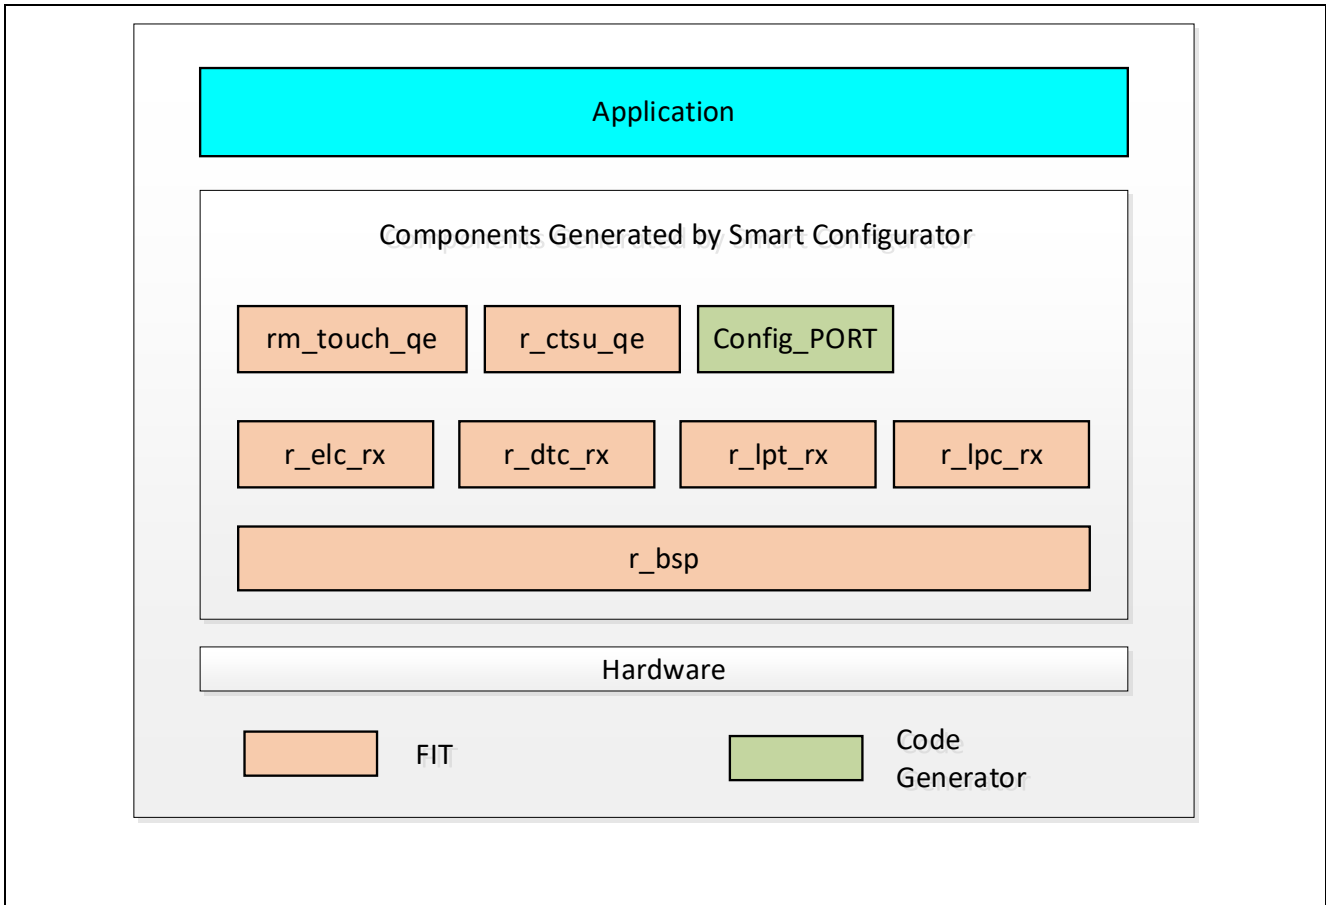 Application
Components Generated by Smart Configurator
rm_touch_qe
r_ctsu_qe
Config_PORT
r_elc_rx
r_dtc_rx
r_lpt_rx
r_lpc_rx
r_bsp
Hardware
FIT
Code
Generator